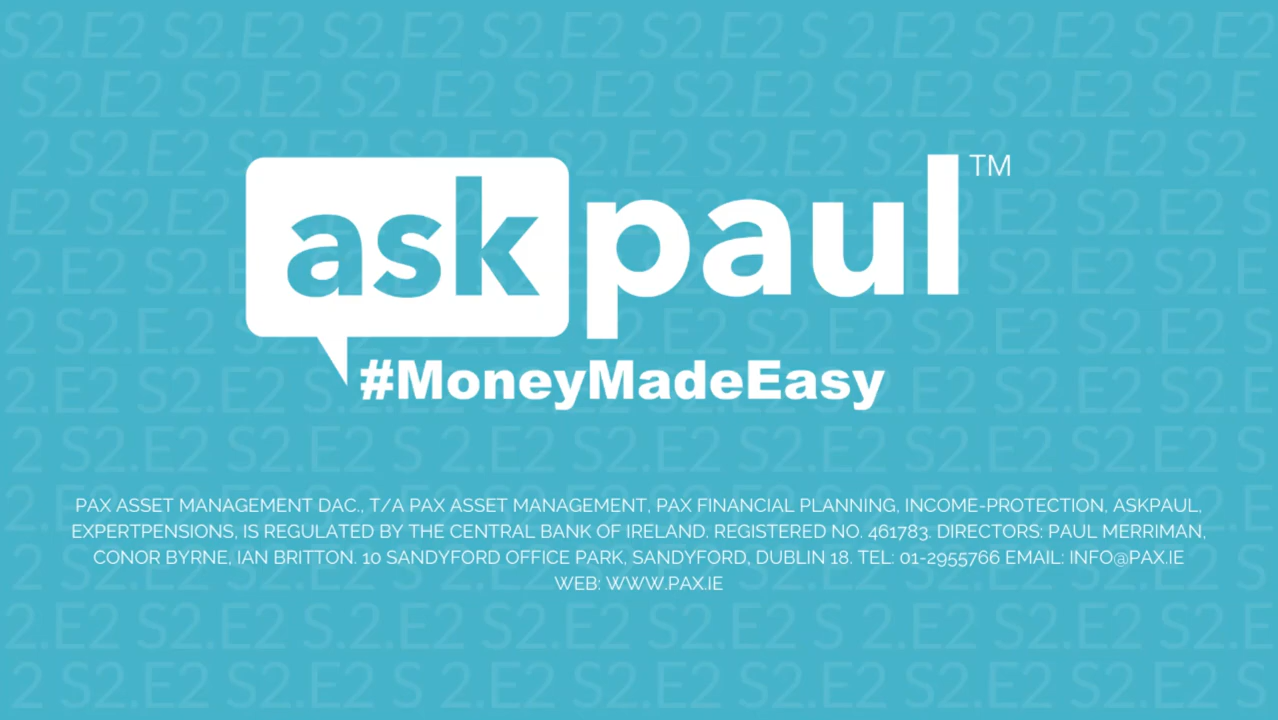 askpaul TM
#MoneyMadeEasy
PAX ASSET MANAGEMENT DAC., T/A PAX ASSET MANAGEMENT, PAX FINANCIAL PLANNING, INCOME-PROTECTION, ASKPAUL,
EXPERTPENSIONS, IS REGULATED BY THE CENTRAL BANK OF IRELAND. REGISTERED NO. 461783. DIRECTORS: PAUL MERRIMAN,
CONOR BYRNE, IAN BRITTON. 10 SANDYFORD OFFICE PARK, SANDYFORD, DUBLIN 18. TEL: 01-2955766 EMAIL: INFO@PAX.IE
WEB: WWW.PAX.IE